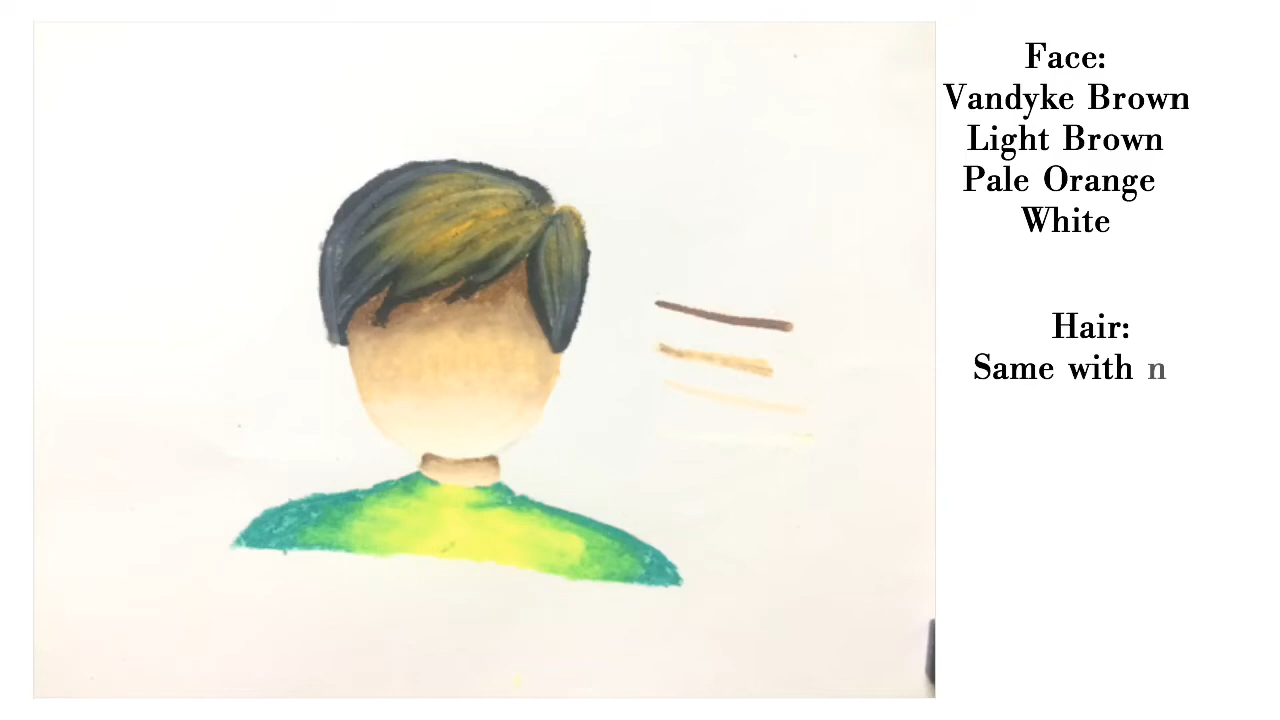 Face:
Vandyke Brown
Light Brown
Pale Orange
White
Hair:
Same with n